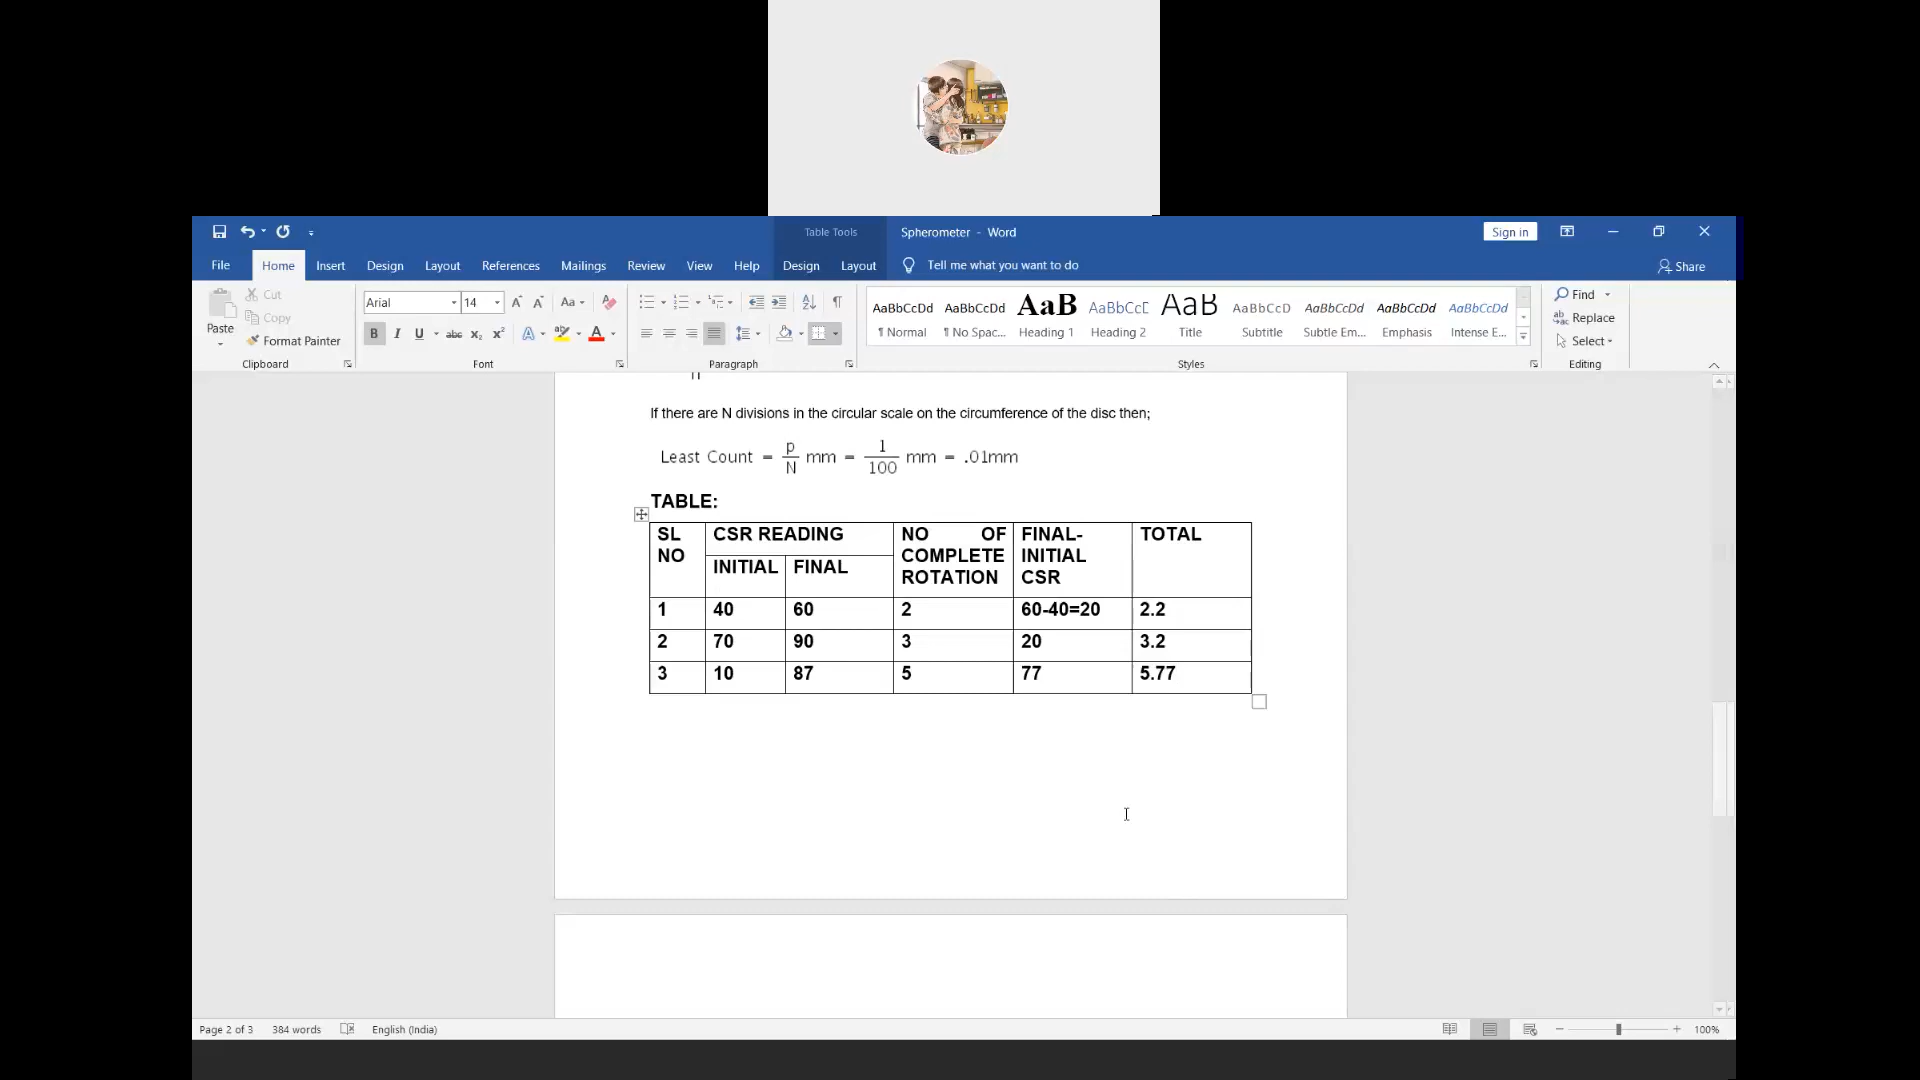 Table Tools
Spherometer - Word
Sign in
File Home Insert Design Layout References Mailings Review View Help Design Layout Tell me what you want to do Share
Paste
Cut
Copy
Format Painter
Clipboard
Arial 14
Aa
B I U abc X₂ X² A A
Font
Paragraph
AaBbCcDd AaBbCcDd AaB AaBbCcE AaB AaBbCcD AaBbCcDd AaBbCcDd AaBbCcDd
¶ Normal ¶ No Spac... Heading 1 Heading 2 Title Subtitle Subtle Em... Emphasis Intense E...
Styles
Find
Replace
Select
Editing
If there are N divisions in the circular scale on the circumference of the disc then;
Least Count = p/N mm = 1/100 mm = .01mm
TABLE:
SL NO CSR READING NO OF COMPLETE ROTATION FINAL-INITIAL CSR TOTAL
INITIAL FINAL
1 40 60 2 60-40=20 2.2
2 70 90 3 20 3.2
3 10 87 5 77 5.77
Page 2 of 3 384 words English (India) 100%